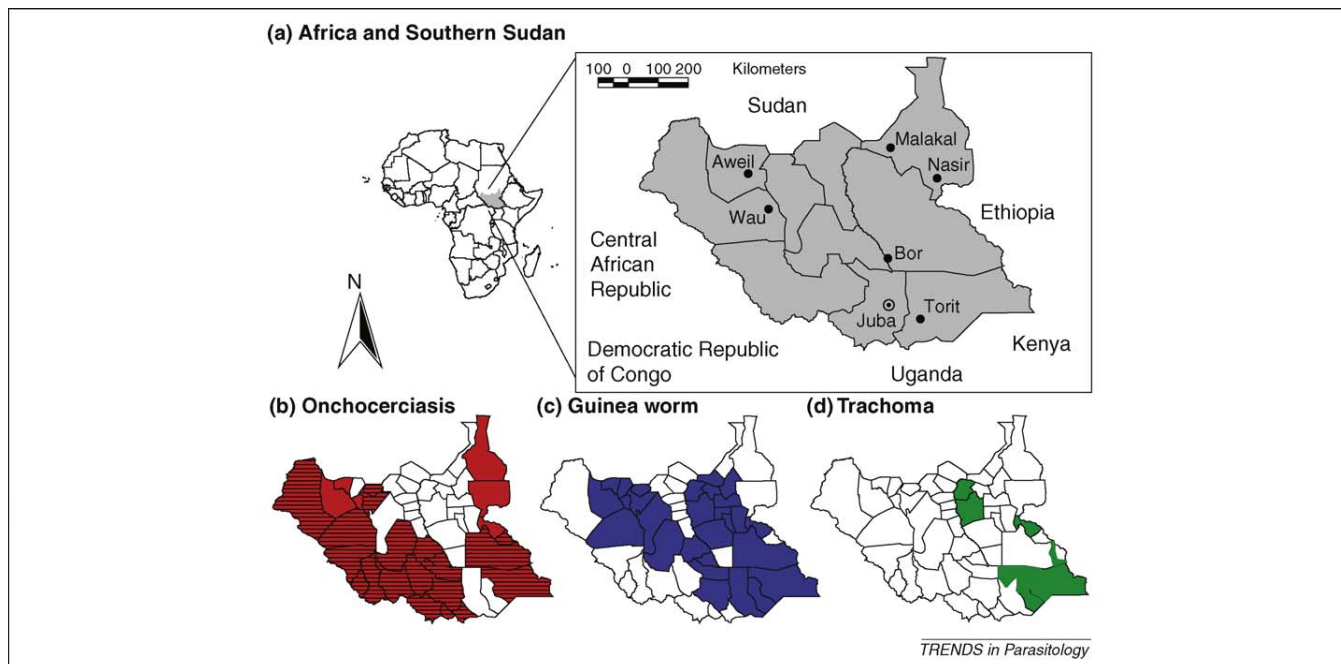 (a) Africa and Southern Sudan
100 0 100 200 Kilometers
Sudan
Malakal
Nasir
Aweil
Wau
Ethiopia
Central
African
Republic
Bor
Juba
Torit
Kenya
Democratic Republic
of Congo
Uganda
N
(b) Onchocerciasis
(c) Guinea worm
(d) Trachoma
TRENDS in Parasitology